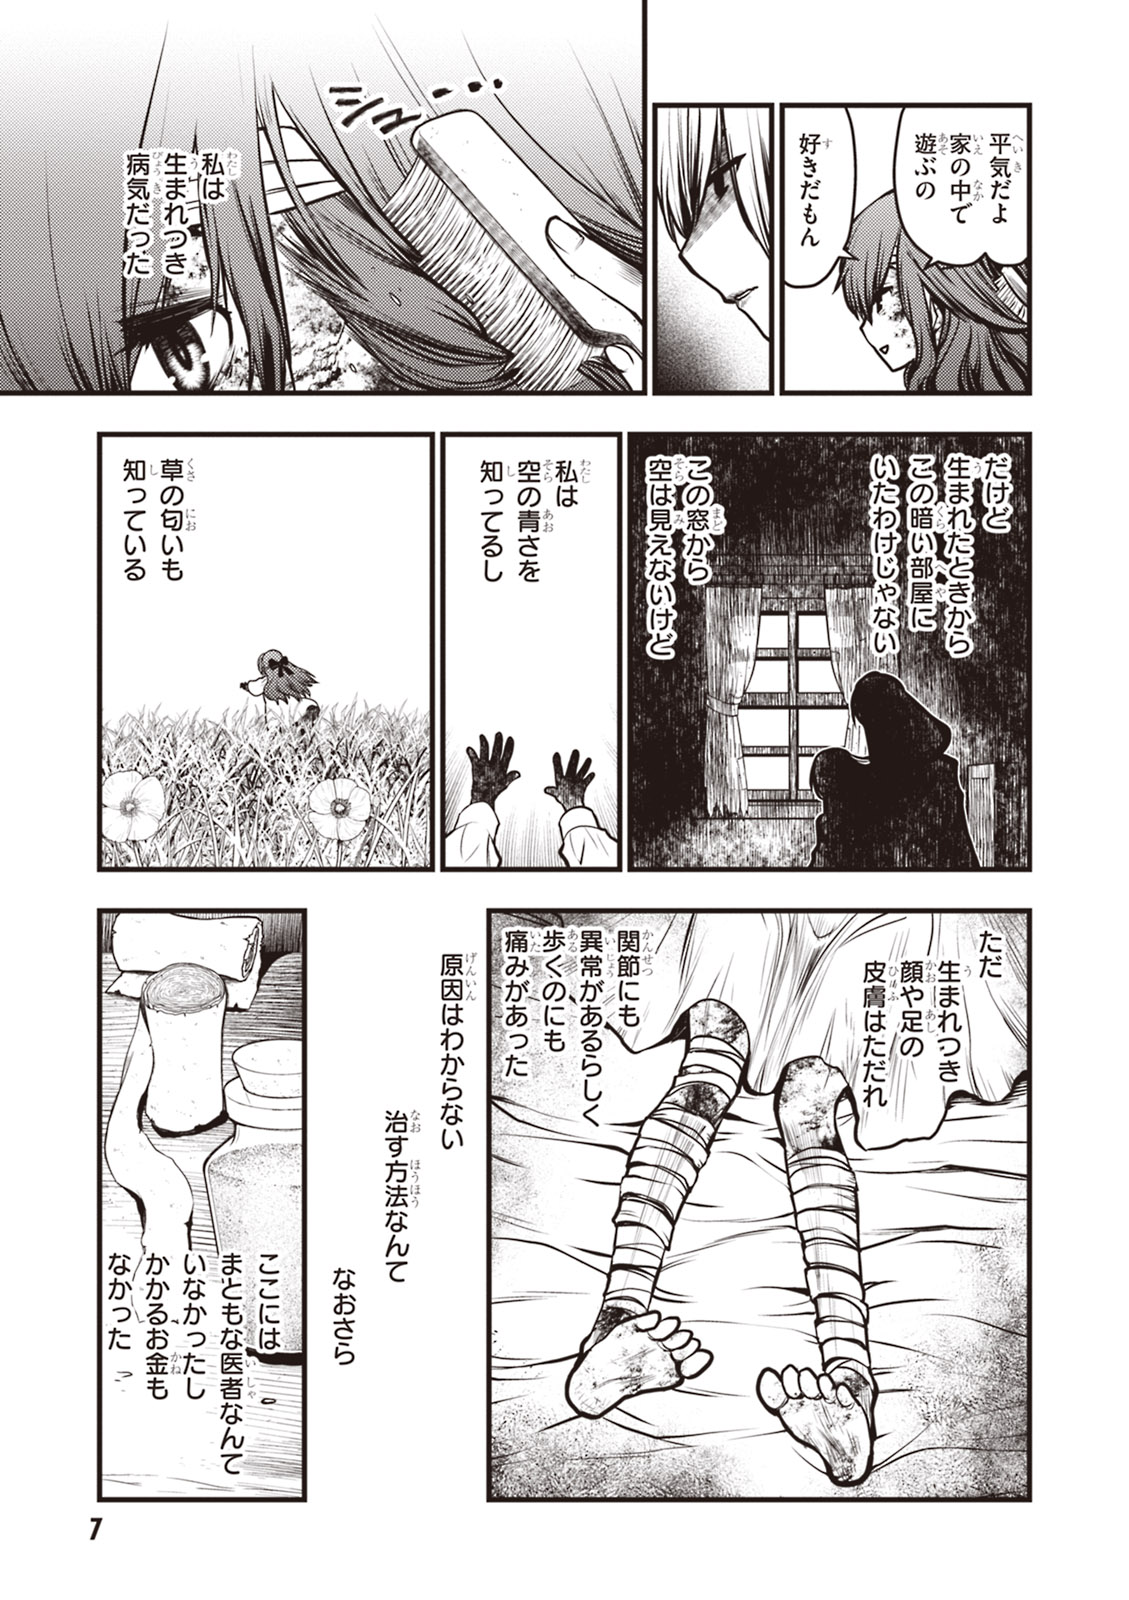 平気だよ
家の中で
遊ぶの
好きだもん
シュー…
私は
生まれつき
病気だった
だけど
生まれたときから
この暗い部屋に
いたわけじゃない
この窓から
空は見えないけど
私は
空の青さを
知ってるし
草の匂いも
知っている
ただ
生まれつき
顔や足の
皮膚はただれ
関節にも
異常があるらしく
歩くのにも
痛みがあった
原因はわからない
治す方法なんて
なおさら
ここには
まともな医者なんて
いなかったし
かかるお金も
なかった
7